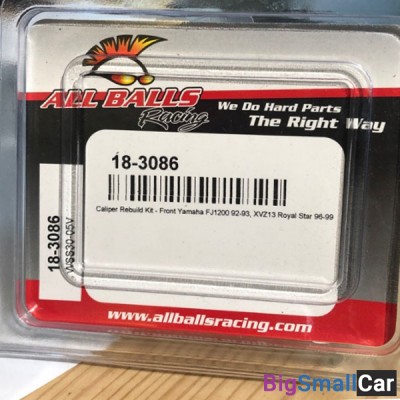 ALL BALLS
Racing
We Do Hard Parts
The Right Way
18-3086
Caliper Rebuild Kit - Front Yamaha FJ1200 92-93, XVZ13 Royal Star 96-99
18-3086
WSS30-05V
www.allballsracing.com
BigSmallCar